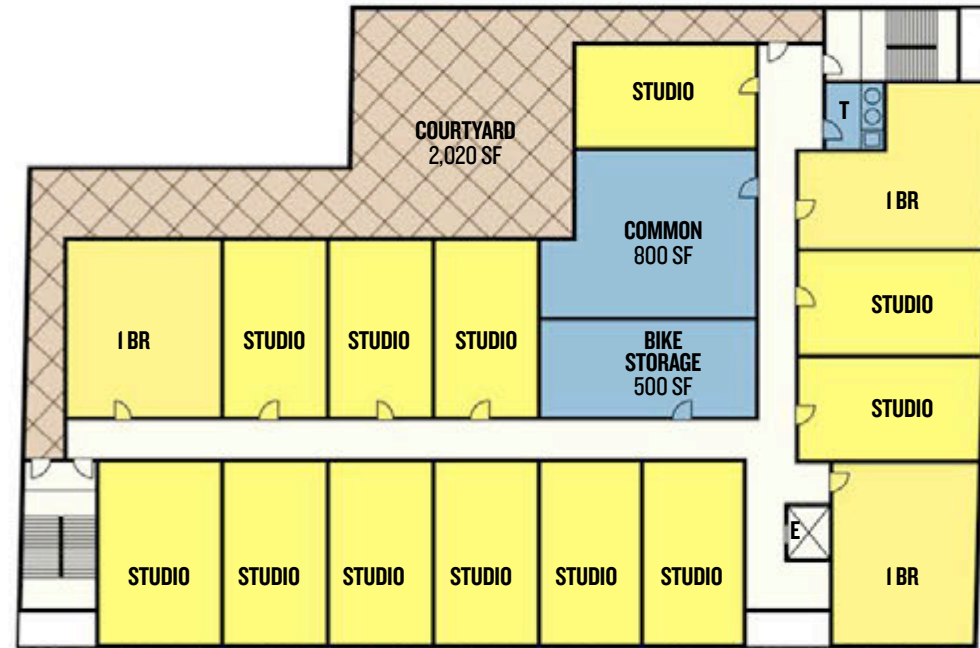 STUDIO
COURTYARD
2,020 SF
T
1 BR
COMMON
800 SF
STUDIO
1 BR
STUDIO
STUDIO
STUDIO
BIKE
STORAGE
500 SF
STUDIO
E
STUDIO
STUDIO
STUDIO
STUDIO
STUDIO
STUDIO
1 BR